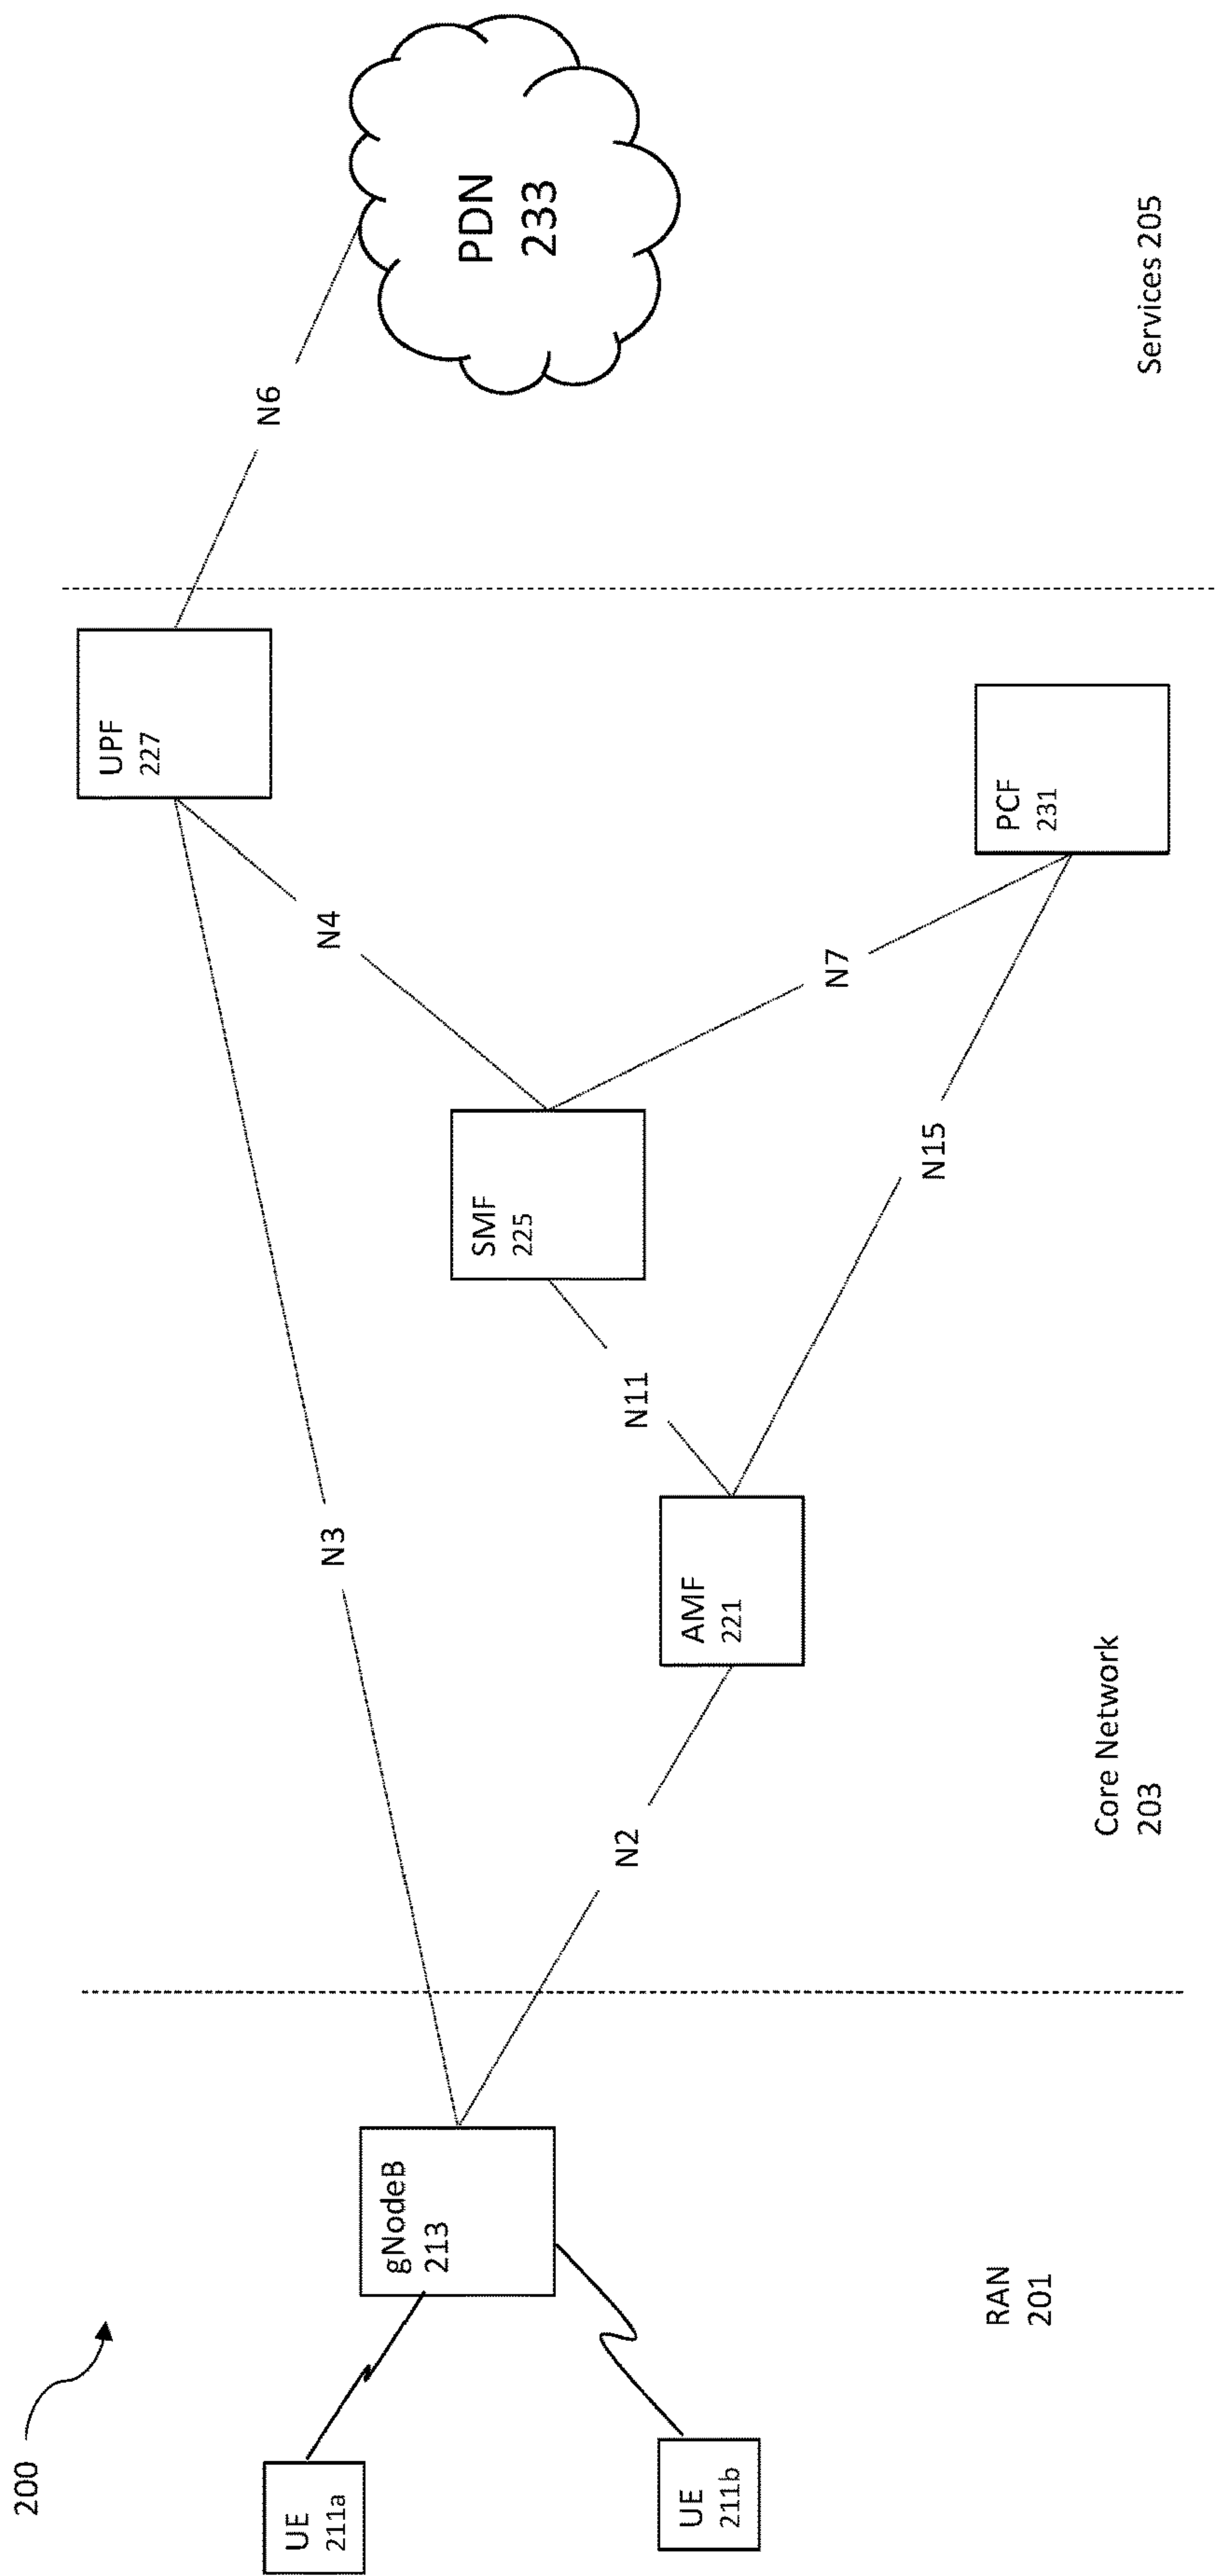 200
UE
211a
UE
211b
gNodeB
213
RAN
201
N3
N2
AMF
221
Core Network
203
N11
SMF
225
N4
N15
N7
UPF
227
PCF
231
N6
PDN
233
Services 205